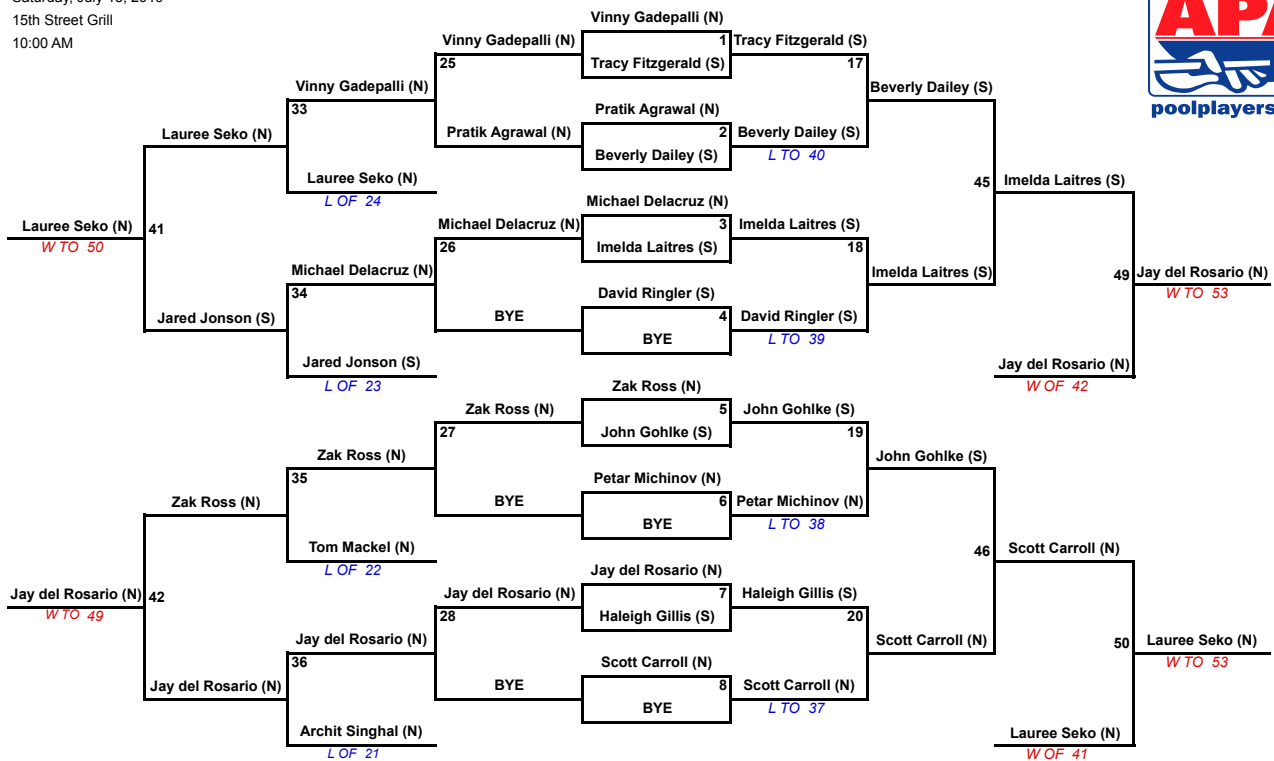 15th Street Grill
10:00 AM
APA
poolplayers
Vinny Gadepalli (N)
1
Tracy Fitzgerald (S)
Vinny Gadepalli (N)
25
Tracy Fitzgerald (S)
17
Vinny Gadepalli (N)
33
Beverly Dailey (S)
Pratik Agrawal (N)
2
Beverly Dailey (S)
Lauree Seko (N)
Pratik Agrawal (N)
Beverly Dailey (S)
L TO 40
Lauree Seko (N)
L OF 24
45
Imelda Laitres (S)
Michael Delacruz (N)
3
Imelda Laitres (S)
Lauree Seko (N)
W TO 50
41
Michael Delacruz (N)
26
Imelda Laitres (S)
18
Michael Delacruz (N)
34
Imelda Laitres (S)
49
Jay del Rosario (N)
W TO 53
David Ringler (S)
4
BYE
Jared Jonson (S)
BYE
David Ringler (S)
L TO 39
Jared Jonson (S)
L OF 23
Jay del Rosario (N)
W OF 42
Zak Ross (N)
5
John Gohlke (S)
Zak Ross (N)
27
John Gohlke (S)
19
Zak Ross (N)
35
John Gohlke (S)
Petar Michinov (N)
6
BYE
Zak Ross (N)
BYE
Petar Michinov (N)
L TO 38
Tom Mackel (N)
L OF 22
46
Scott Carroll (N)
Jay del Rosario (N)
7
Haleigh Gillis (S)
Jay del Rosario (N)
W TO 49
42
Jay del Rosario (N)
28
Haleigh Gillis (S)
20
Jay del Rosario (N)
36
Scott Carroll (N)
50
Lauree Seko (N)
W TO 53
Scott Carroll (N)
8
BYE
Jay del Rosario (N)
BYE
Scott Carroll (N)
L TO 37
Archit Singhal (N)
L OF 21
Lauree Seko (N)
W OF 41